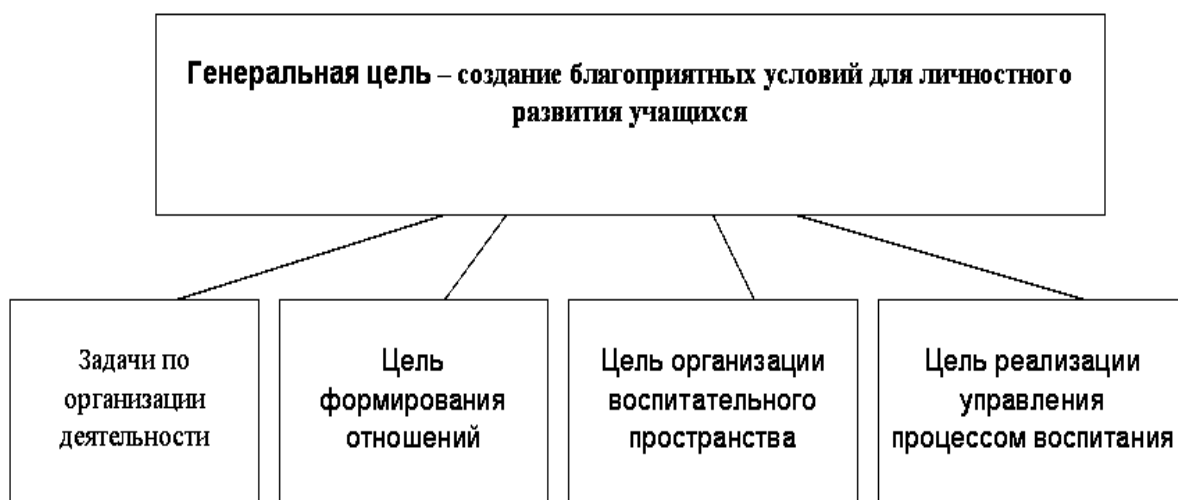 Генеральная цель – создание благоприятных условий для личностного
развития учащихся
Задачи по
организации
деятельности
Цель
формирования
отношений
Цель организации
воспитательного
пространства
Цель реализации
управления
процессом воспитания